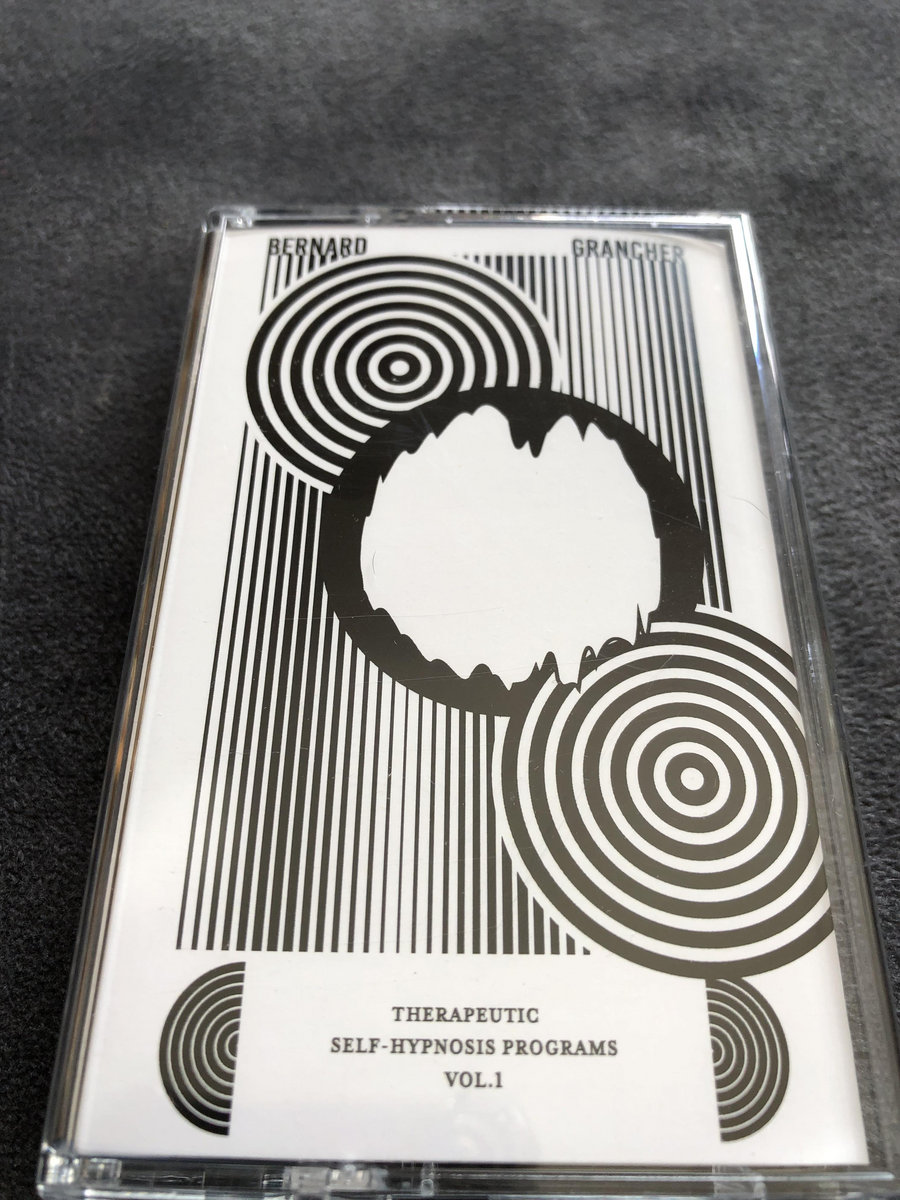 BERNARD GRANCHER
THERAPEUTIC
SELF-HYPNOSIS PROGRAMS
VOL.1